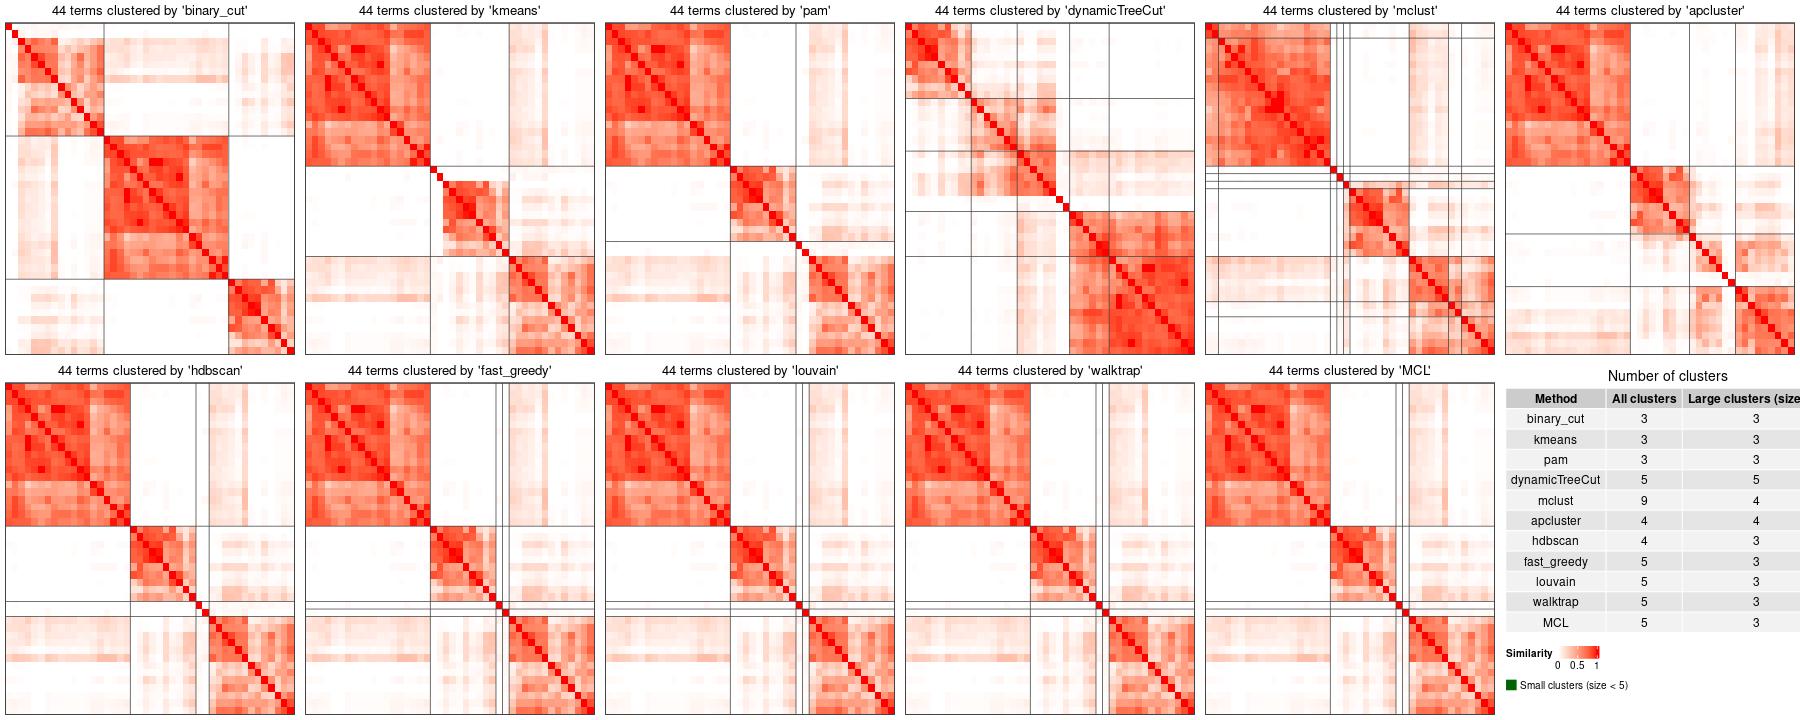 44 terms clustered by 'binary_cut'
44 terms clustered by 'kmeans'
44 terms clustered by 'pam'
44 terms clustered by 'dynamicTreeCut'
44 terms clustered by 'mclust'
44 terms clustered by 'apcluster'
44 terms clustered by 'hdbscan'
44 terms clustered by 'fast_greedy'
44 terms clustered by 'louvain'
44 terms clustered by 'walktrap'
44 terms clustered by 'MCL'
Number of clusters
Method All clusters Large clusters (size
binary_cut 3 3
kmeans 3 3
pam 3 3
dynamicTreeCut 5 5
mclust 9 4
apcluster 4 4
hdbscan 4 3
fast_greedy 5 3
louvain 5 3
walktrap 5 3
MCL 5 3
Similarity
0 0.5 1
Small clusters (size < 5)